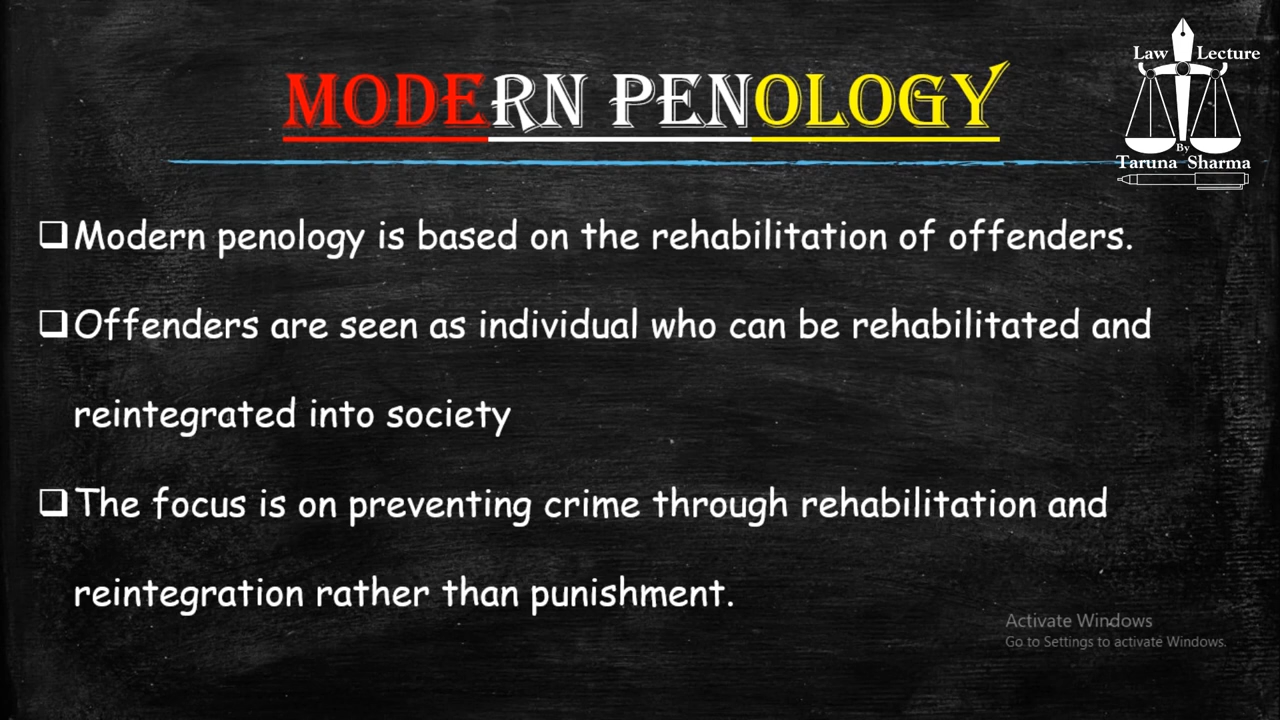 Law Lecture
By
Taruna Sharma
MODERN PENOLOGY
Modern penology is based on the rehabilitation of offenders.
Offenders are seen as individual who can be rehabilitated and
reintegrated into society
The focus is on preventing crime through rehabilitation and
reintegration rather than punishment.
Activate Windows
Go to Settings to activate Windows.